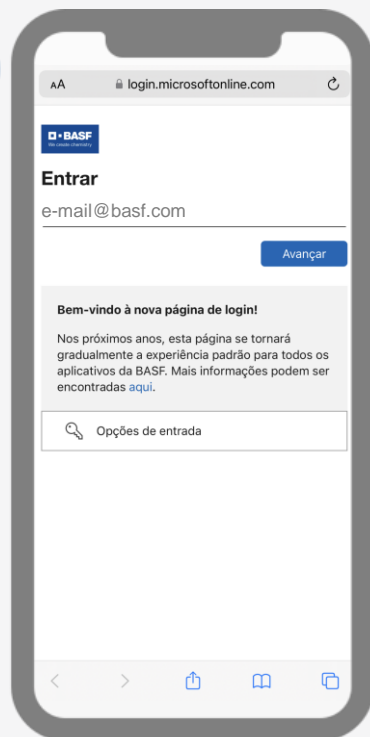 AA
login.microsoftonline.com
BASF
We create chemistry
Entrar
e-mail@basf.com
Avançar
Bem-vindo à nova página de login!
Nos próximos anos, esta página se tornará
gradualmente a experiência padrão para todos os
aplicativos da BASF. Mais informações podem ser
encontradas aqui.
Opções de entrada